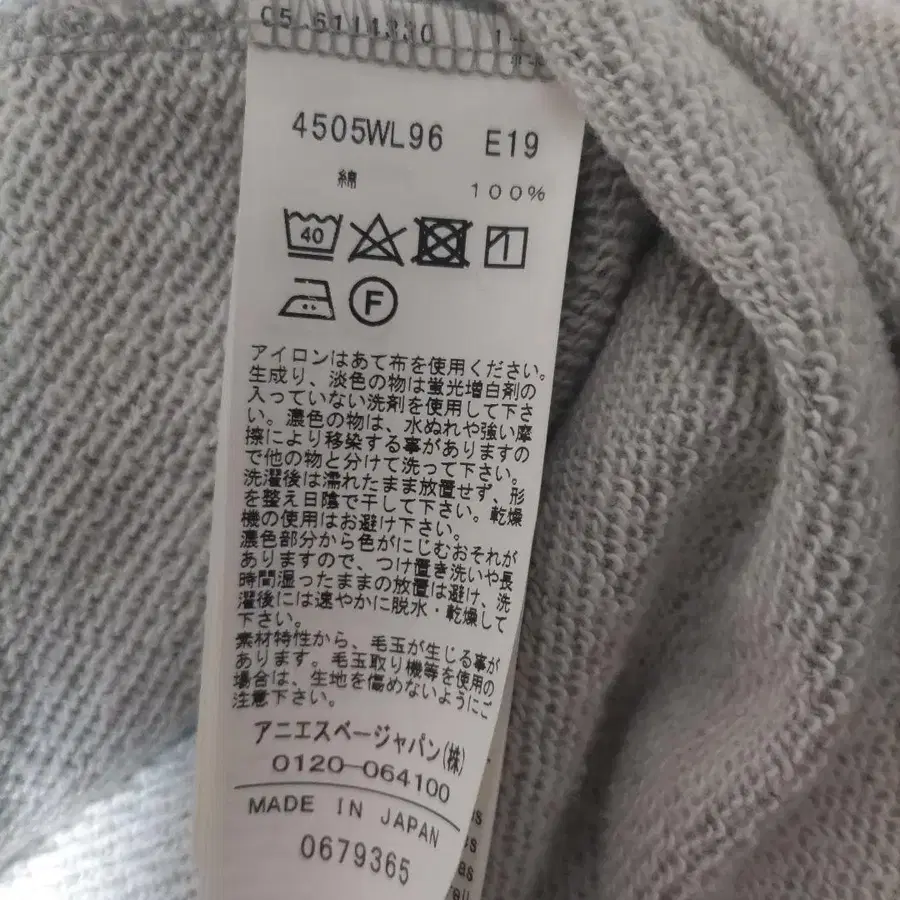 05 6111330
4505WL96 E19
綿 100%
40
F
アイロンはあて布を使用ください。
生成り、淡色の物は蛍光増白剤の
入っていない洗剤を使用して下さ
い。濃色の物は、水ぬれや強い摩
擦により移染する事がありますの
で他の物と分けて洗って下さい。
洗濯後は濡れたまま放置せず、形
を整え日陰で干して下さい。乾燥
機の使用はお避け下さい。
濃色部分から色がにじむおそれが
ありますので、つけ置き洗いや長
時間湿ったままの放置は避け、洗
濯後には速やかに脱水・乾燥して
下さい。
素材特性から、毛玉が生じる事が
あります。毛玉取り機等を使用の
場合は、生地を傷めないようにご
注意下さい。
アニエスベージャパン(株)
0120-064100
MADE IN JAPAN
0679365